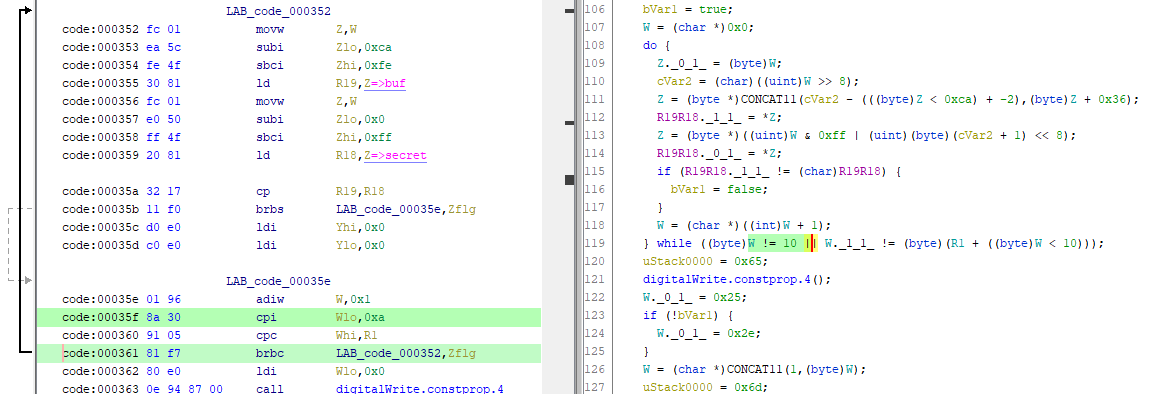 LAB_code_000352
code:000352 fc 01 movw Z,W
code:000353 ea 5c subi Zlo,0xca
code:000354 fe 4f sbci Zhi,0xfe
code:000355 30 81 ld R19,Z=>buf
code:000356 fc 01 movw Z,W
code:000357 e0 50 subi Zlo,0x0
code:000358 ff 4f sbci Zhi,0xff
code:000359 20 81 ld R18,Z=>secret
code:00035a 32 17 cp R19,R18
code:00035b 11 f0 brbs LAB_code_00035e,Zflg
code:00035c d0 e0 ldi Yhi,0x0
code:00035d c0 e0 ldi Ylo,0x0
LAB_code_00035e
code:00035e 01 96 adiw W,0x1
code:00035f 8a 30 cpi Wlo,0xa
code:000360 91 05 cpc Whi,R1
code:000361 81 f7 brbc LAB_code_000352,Zflg
code:000362 80 e0 ldi Wlo,0x0
code:000363 0e 94 87 00 call digitalWrite.constprop.4
106 bVar1 = true;
107 W = (char *)0x0;
108 do {
109 Z._0_1_ = (byte)W;
110 cVar2 = (char)((uint)W >> 8);
111 Z = (byte *)CONCAT11(cVar2 - (((byte)Z < 0xca) + -2),(byte)Z + 0x36);
112 R19R18._1_1_ = *Z;
113 Z = (byte *)((uint)W & 0xff | (uint)(byte)(cVar2 + 1) << 8);
114 R19R18._0_1_ = *Z;
115 if (R19R18._1_1_ != (char)R19R18) {
116 bVar1 = false;
117 }
118 W = (char *)((int)W + 1);
119 } while ((byte)W != 10 || W._1_1_ != (byte)(R1 + ((byte)W < 10)));
120 uStack0000 = 0x65;
121 digitalWrite.constprop.4();
122 W._0_1_ = 0x25;
123 if (!bVar1) {
124 W._0_1_ = 0x2e;
125 }
126 W = (char *)CONCAT11(1,(byte)W);
127 uStack0000 = 0x6d;